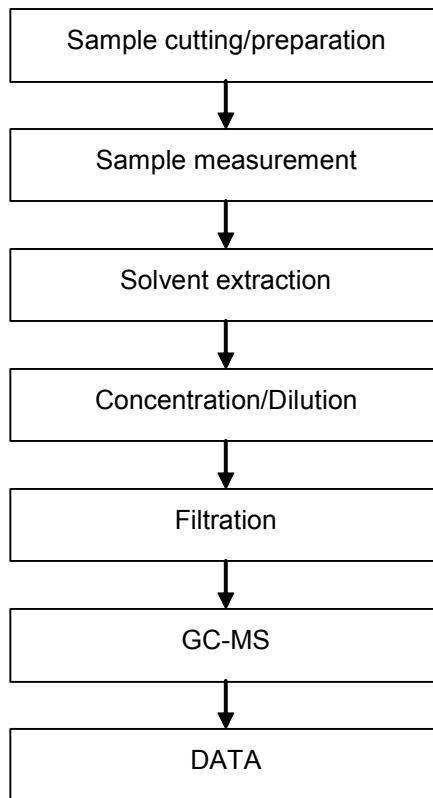 Sample cutting/preparation
Sample measurement
Solvent extraction
Concentration/Dilution
Filtration
GC-MS
DATA